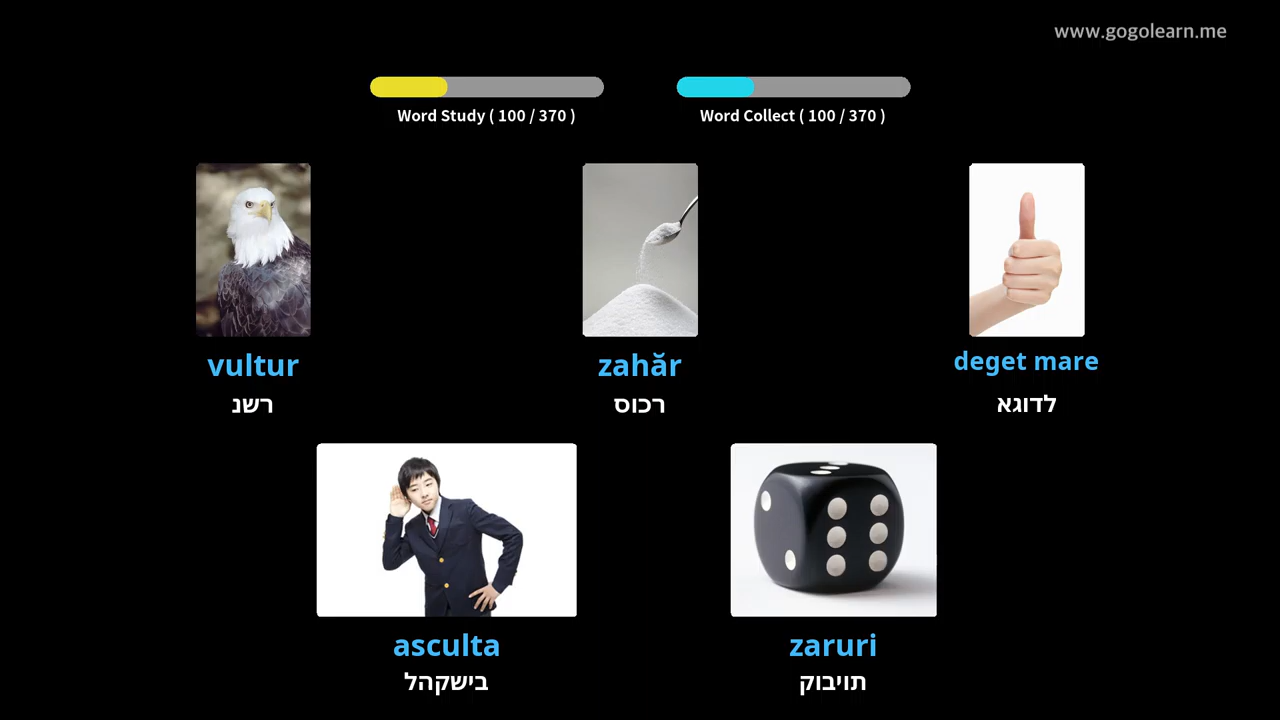 www.gogolearn.me
Word Study ( 100 / 370 )
Word Collect ( 100 / 370 )
vultur
רשנ
zahăr
רכוס
deget mare
לדוגא
asculta
בישקהל
zaruri
תויבוק